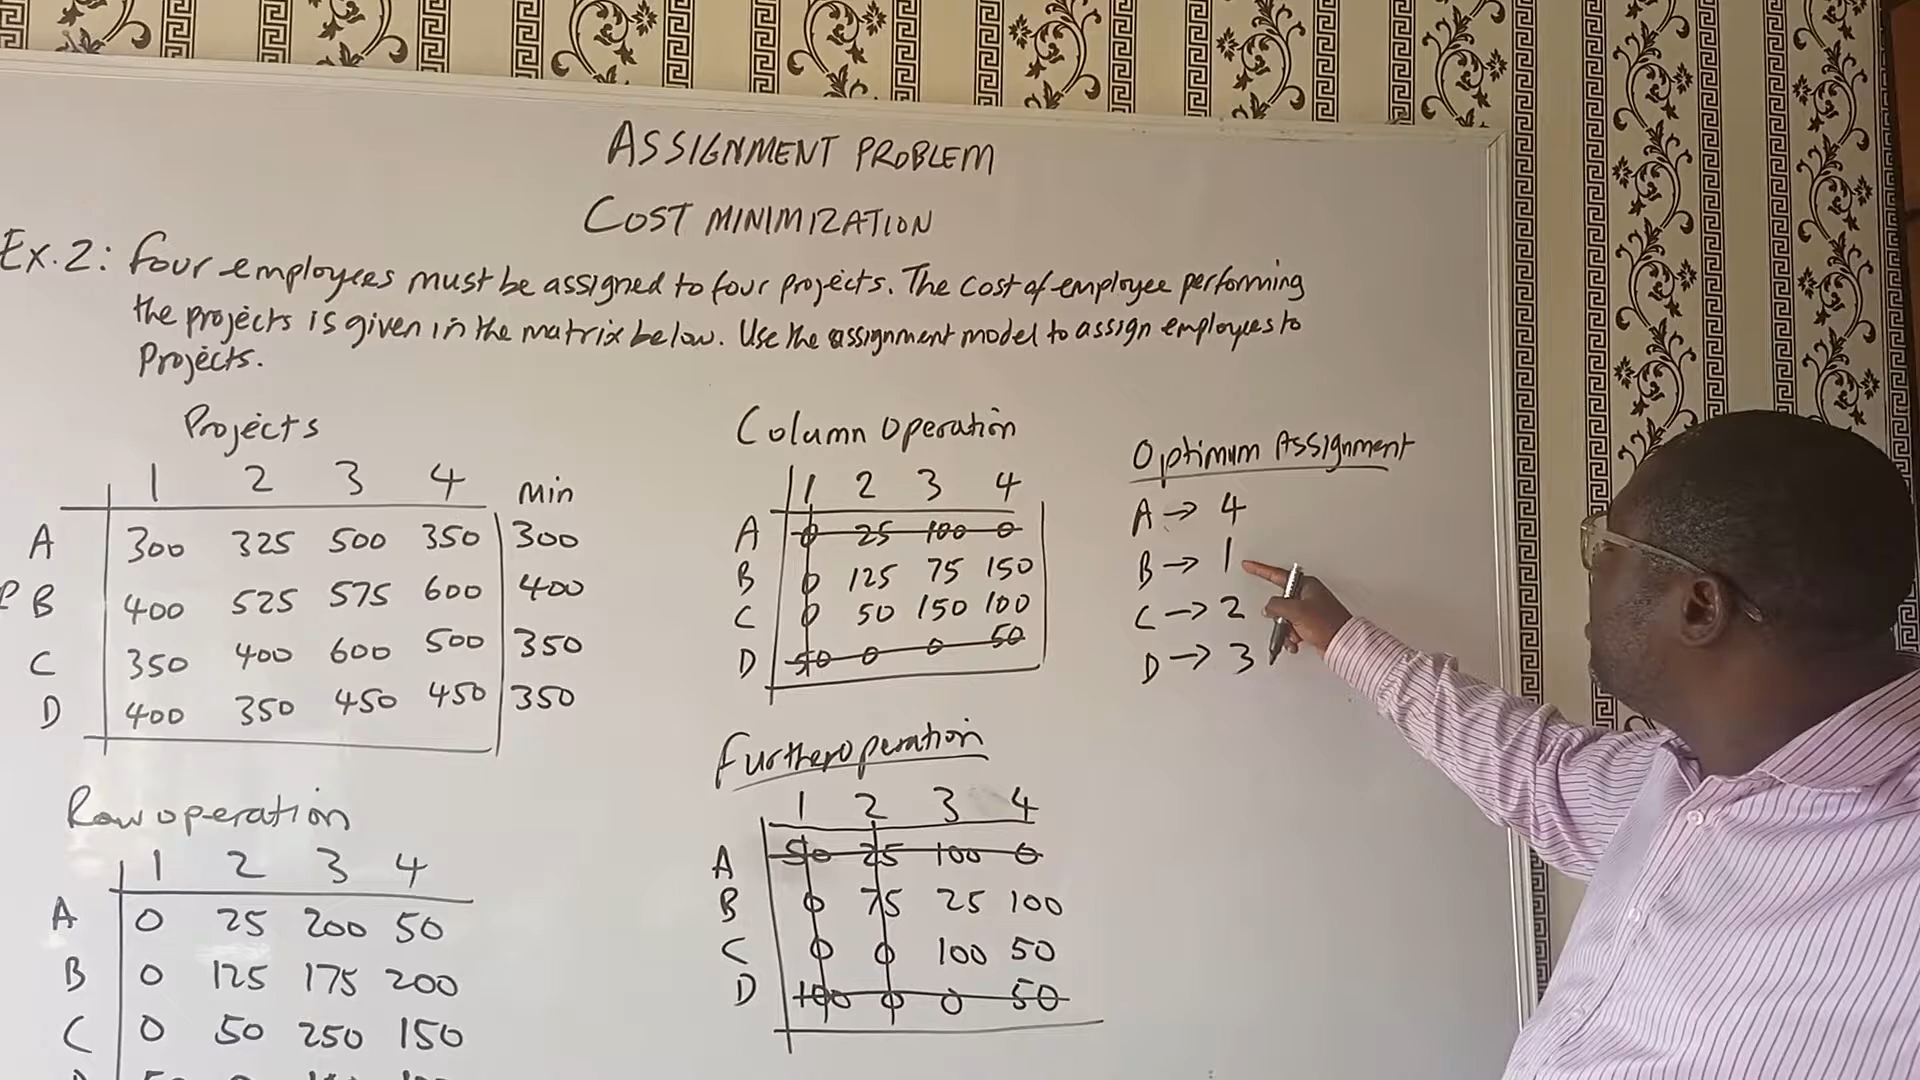 ASSIGNMENT PROBLEM
COST MINIMIZATION
Ex.2: Four employees must be assigned to four projects. The cost of employee performing
the projects is given in the matrix below. Use the assignment model to assign employees to
Projects.
Projects
1 2 3 4 Min
A 300 325 500 350 300
B 400 525 575 600 400
C 350 400 600 500 350
D 400 350 450 450 350
Row operation
1 2 3 4
A 0 25 200 50
B 0 125 175 200
C 0 50 250 150
Column Operation
1 2 3 4
A 0 25 100 0
B 0 125 75 150
C 0 50 150 100
D 50 0 0 50
Further operation
1 2 3 4
A 50 25 100 0
B 0 75 25 100
C 0 0 100 50
D 100 0 0 50
Optimum Assignment
A → 4
B → 1
C → 2
D → 3